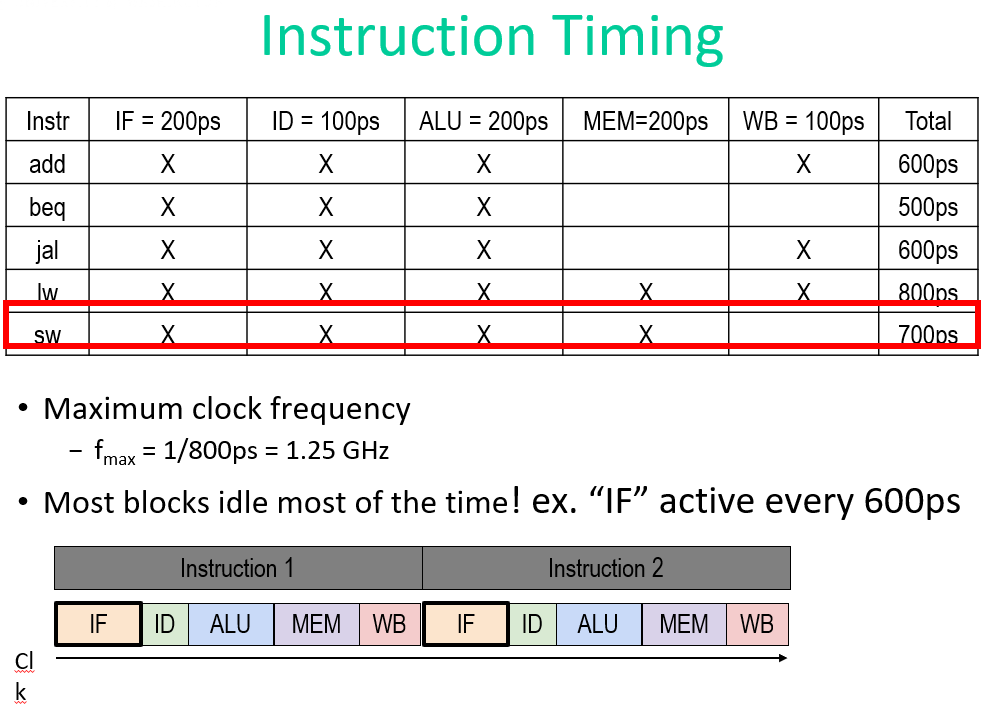 Instruction Timing
Instr IF = 200ps ID = 100ps ALU = 200ps MEM=200ps WB = 100ps Total
add X X X X 600ps
beq X X X 500ps
jal X X X X 600ps
lw X X X X X 800ps
sw X X X X 700ps
• Maximum clock frequency
– fmax = 1/800ps = 1.25 GHz
• Most blocks idle most of the time! ex. “IF” active every 600ps
Instruction 1 Instruction 2
IF ID ALU MEM WB IF ID ALU MEM WB
Cl
k